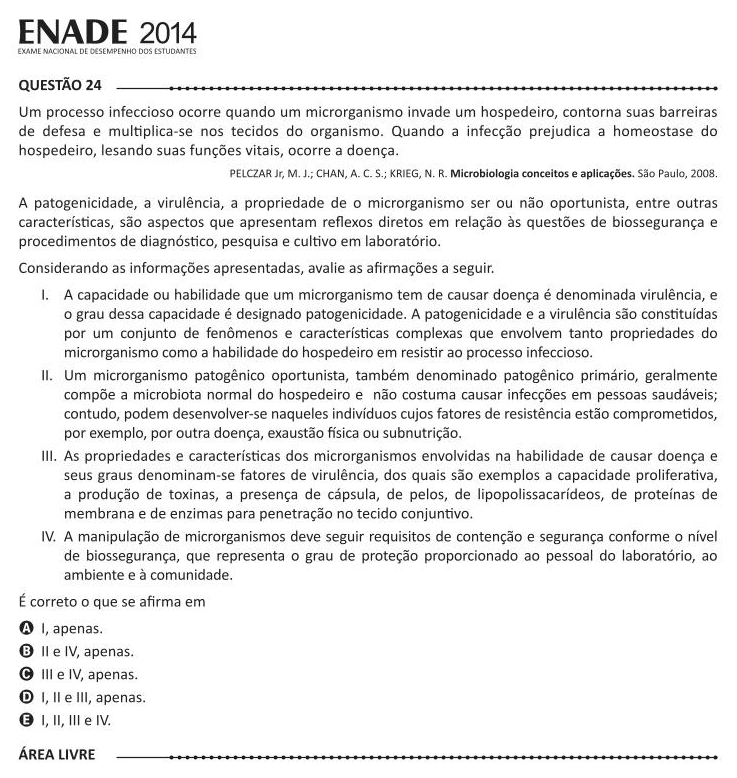 ENADE 2014
EXAME NACIONAL DE DESEMPENHO DOS ESTUDANTES
QUESTÃO 24
Um processo infeccioso ocorre quando um microrganismo invade um hospedeiro, contorna suas barreiras
de defesa e multiplica-se nos tecidos do organismo. Quando a infecção prejudica a homeostase do
hospedeiro, lesando suas funções vitais, ocorre a doença.
PELCZAR Jr, M. J.; CHAN, A. C. S.; KRIEG, N. R. Microbiologia conceitos e aplicações. São Paulo, 2008.
A patogenicidade, a virulência, a propriedade de o microrganismo ser ou não oportunista, entre outras
características, são aspectos que apresentam reflexos diretos em relação às questões de biossegurança e
procedimentos de diagnóstico, pesquisa e cultivo em laboratório.
Considerando as informações apresentadas, avalie as afirmações a seguir.
I. A capacidade ou habilidade que um microrganismo tem de causar doença é denominada virulência, e
o grau dessa capacidade é designado patogenicidade. A patogenicidade e a virulência são constituídas
por um conjunto de fenômenos e características complexas que envolvem tanto propriedades do
microrganismo como a habilidade do hospedeiro em resistir ao processo infeccioso.
II. Um microrganismo patogênico oportunista, também denominado patogênico primário, geralmente
compõe a microbiota normal do hospedeiro e não costuma causar infecções em pessoas saudáveis;
contudo, podem desenvolver-se naqueles indivíduos cujos fatores de resistência estão comprometidos,
por exemplo, por outra doença, exaustão física ou subnutrição.
III. As propriedades e características dos microrganismos envolvidas na habilidade de causar doença e
seus graus denominam-se fatores de virulência, dos quais são exemplos a capacidade proliferativa,
a produção de toxinas, a presença de cápsula, de pelos, de lipopolissacarídeos, de proteínas de
membrana e de enzimas para penetração no tecido conjuntivo.
IV. A manipulação de microrganismos deve seguir requisitos de contenção e segurança conforme o nível
de biossegurança, que representa o grau de proteção proporcionado ao pessoal do laboratório, ao
ambiente e à comunidade.
É correto o que se afirma em
A I, apenas.
B II e IV, apenas.
C III e IV, apenas.
D I, II e III, apenas.
E I, II, III e IV.
ÁREA LIVRE